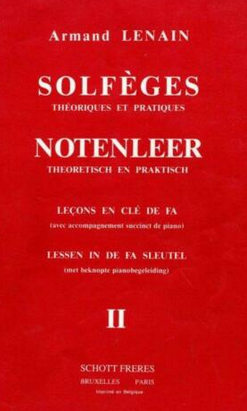 Armand LENAIN
SOLFÈGES
THÉORIQUES ET PRATIQUES
NOTENLEER
THEORETISCH EN PRAKTISCH
LEÇONS EN CLÉ DE FA
(avec accompagnement succinct de piano)
LESSEN IN DE FA SLEUTEL
(met beknopte pianobegeleiding)
II
SCHOTT FRERES
BRUXELLES PARIS
Imprimé en Belgique